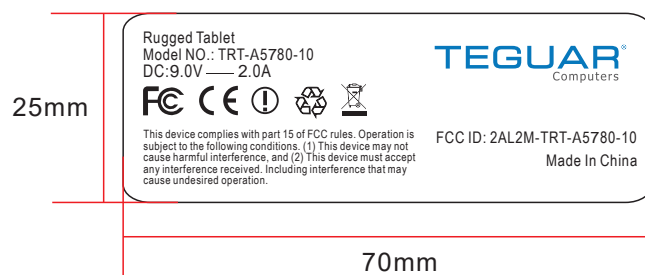 Rugged Tablet
Model NO.: TRT-A5780-10
DC:9.0V —— 2.0A
FC CE
This device complies with part 15 of FCC rules. Operation is
subject to the following conditions. (1) This device may not
cause harmful interference, and (2) This device must accept
any interference received. Including interference that may
cause undesired operation.
TEGUAR®
Computers
FCC ID: 2AL2M-TRT-A5780-10
Made In China
25mm
70mm